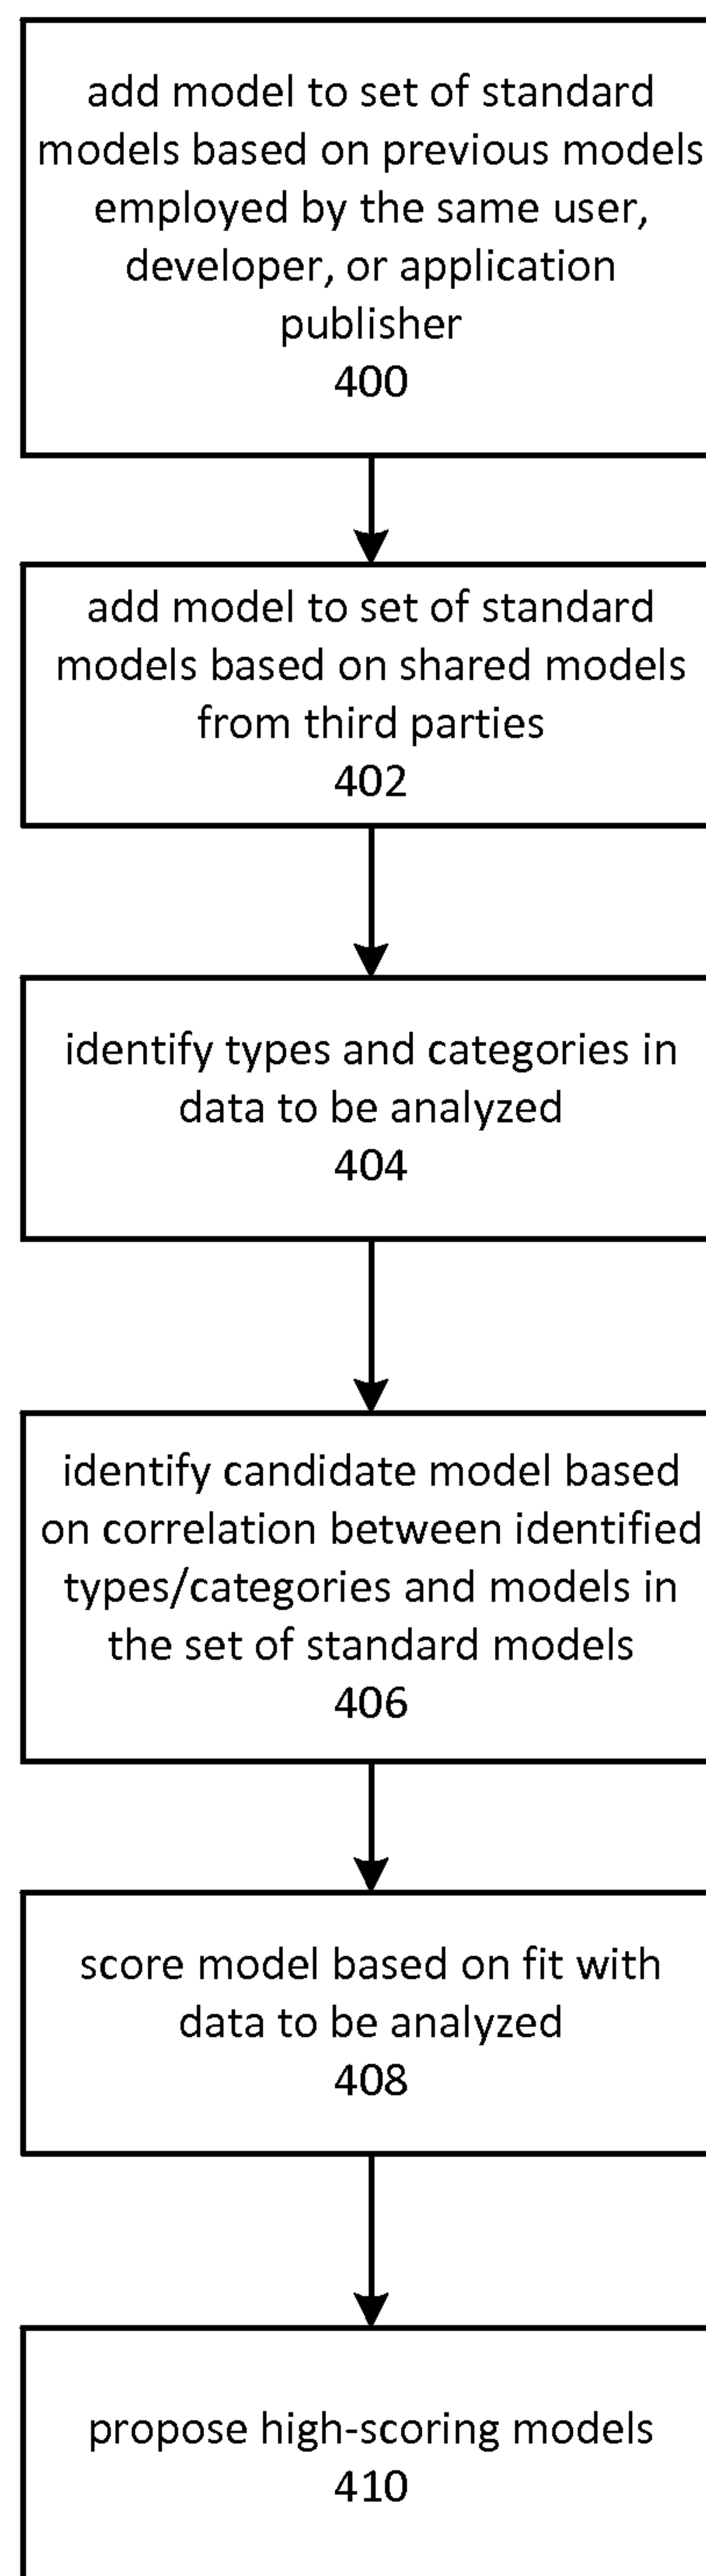 add model to set of standard
models based on previous models
employed by the same user,
developer, or application
publisher
400
add model to set of standard
models based on shared models
from third parties
402
identify types and categories in
data to be analyzed
404
identify candidate model based
on correlation between identified
types/categories and models in
the set of standard models
406
score model based on fit with
data to be analyzed
408
propose high-scoring models
410